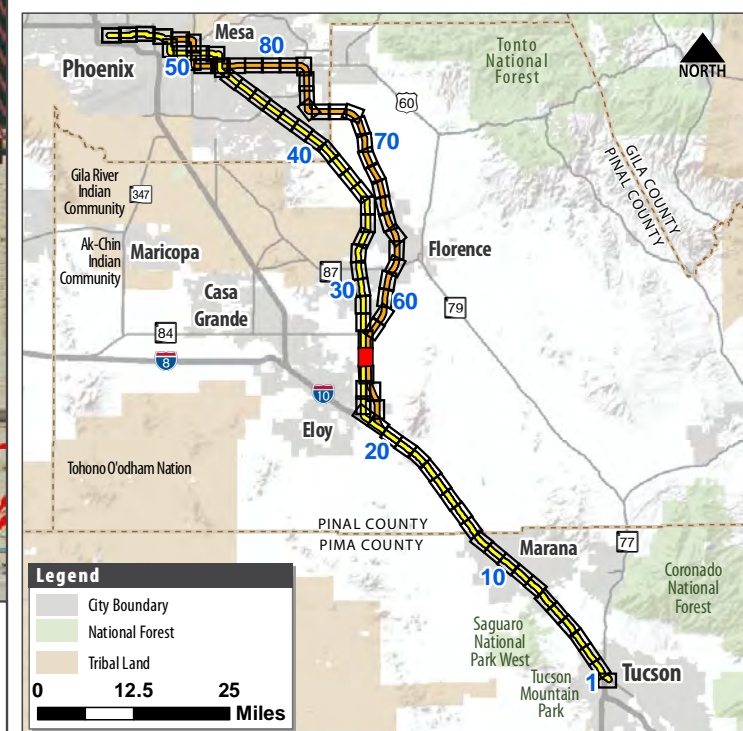 Mesa
80
Tonto
National
Forest
NORTH
Phoenix
50
60
70
40
GILA COUNTY
PINAL COUNTY
Gila River
Indian
Community
347
Ak-Chin
Indian
Community
Maricopa
Florence
87
30
60
79
Casa
Grande
84
8
10
Eloy
20
Tohono O'odham Nation
PINAL COUNTY
PIMA COUNTY
Marana
77
10
Coronado
National
Forest
Saguaro
National
Park West
Tucson
Mountain
Park
1
Tucson
Legend
City Boundary
National Forest
Tribal Land
0 12.5 25
Miles